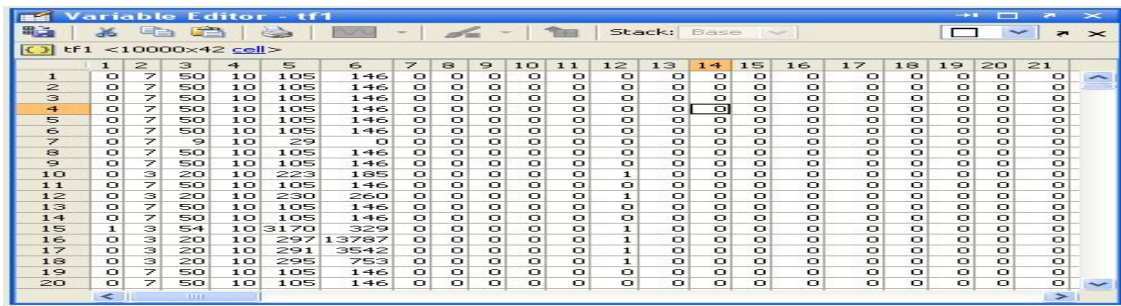 Variable Editor - tf1
Stack: Base
tf1 <10000x42 cell>
1 2 3 4 5 6 7 8 9 10 11 12 13 14 15 16 17 18 19 20 21
1 0 7 50 10 105 146 0 0 0 0 0 0 0 0 0 0 0 0 0 0 0
2 0 7 50 10 105 146 0 0 0 0 0 0 0 0 0 0 0 0 0 0 0
3 0 7 50 10 105 146 0 0 0 0 0 0 0 0 0 0 0 0 0 0 0
4 0 7 50 10 105 146 0 0 0 0 0 0 0 0 0 0 0 0 0 0 0
5 0 7 50 10 105 146 0 0 0 0 0 0 0 0 0 0 0 0 0 0 0
6 0 7 50 10 105 146 0 0 0 0 0 0 0 0 0 0 0 0 0 0 0
7 0 7 9 10 29 0 0 0 0 0 0 0 0 0 0 0 0 0 0 0 0
8 0 7 50 10 105 146 0 0 0 0 0 0 0 0 0 0 0 0 0 0 0
9 0 7 50 10 105 146 0 0 0 0 0 0 0 0 0 0 0 0 0 0 0
10 0 3 20 10 223 185 0 0 0 0 0 1 0 0 0 0 0 0 0 0 0
11 0 7 50 10 105 146 0 0 0 0 0 0 0 0 0 0 0 0 0 0 0
12 0 3 20 10 230 260 0 0 0 0 0 1 0 0 0 0 0 0 0 0 0
13 0 7 50 10 105 146 0 0 0 0 0 0 0 0 0 0 0 0 0 0 0
14 0 7 50 10 105 146 0 0 0 0 0 0 0 0 0 0 0 0 0 0 0
15 1 3 54 10 3170 329 0 0 0 0 0 1 0 0 0 0 0 0 0 0 0
16 0 3 20 10 297 13787 0 0 0 0 0 1 0 0 0 0 0 0 0 0 0
17 0 3 20 10 291 3542 0 0 0 0 0 1 0 0 0 0 0 0 0 0 0
18 0 3 20 10 295 753 0 0 0 0 0 1 0 0 0 0 0 0 0 0 0
19 0 7 50 10 105 146 0 0 0 0 0 0 0 0 0 0 0 0 0 0 0
20 0 7 50 10 105 146 0 0 0 0 0 0 0 0 0 0 0 0 0 0 0